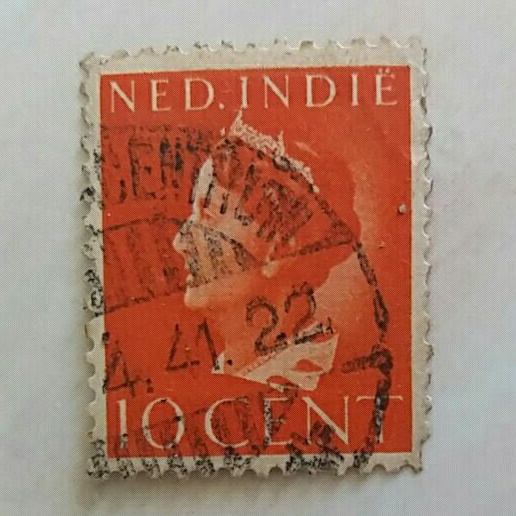 NED. INDIË
4. 41. 22
10 CENT